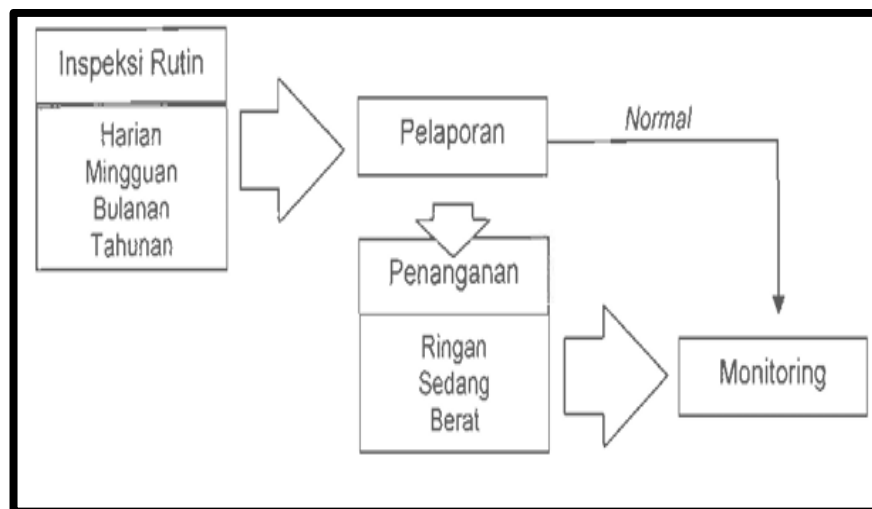 Inspeksi Rutin
Harian
Mingguan
Bulanan
Tahunan
Pelaporan
Normal
Penanganan
Ringan
Sedang
Berat
Monitoring